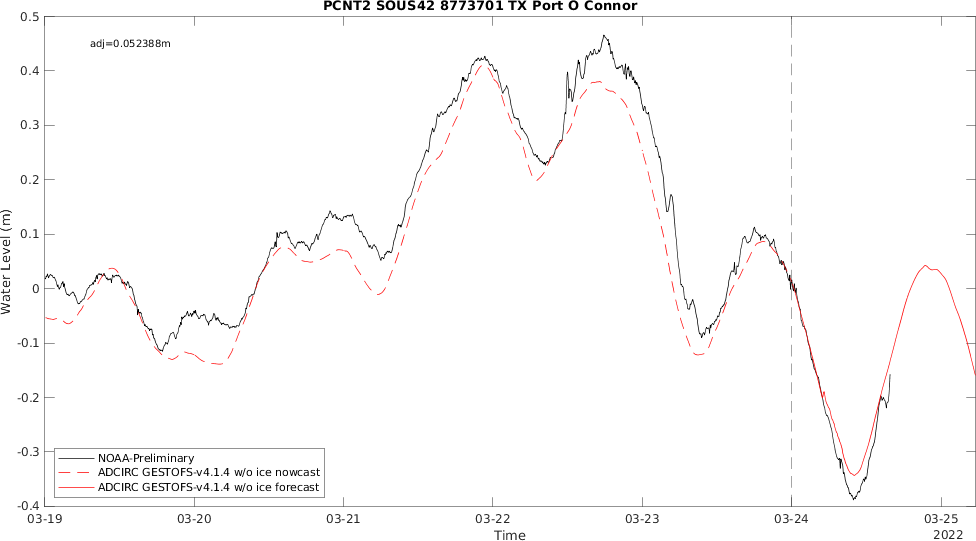 PCNT2 SOUS42 8773701 TX Port O Connor
adj=0.052388m
Water Level (m)
0.5
0.4
0.3
0.2
0.1
0
-0.1
-0.2
-0.3
-0.4
NOAA-Preliminary
ADCIRC GESTOFS-v4.1.4 w/o ice nowcast
ADCIRC GESTOFS-v4.1.4 w/o ice forecast
03-19 03-20 03-21 03-22 03-23 03-24 03-25
Time
2022